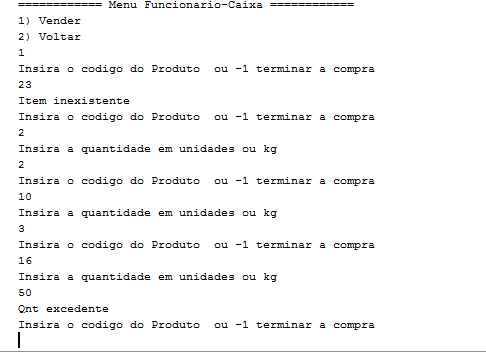 ============ Menu Funcionario-Caixa ============
1) Vender
2) Voltar
1
Insira o codigo do Produto  ou -1 terminar a compra
23
Item inexistente
Insira o codigo do Produto  ou -1 terminar a compra
2
Insira a quantidade em unidades ou kg
2
Insira o codigo do Produto  ou -1 terminar a compra
10
Insira a quantidade em unidades ou kg
3
Insira o codigo do Produto  ou -1 terminar a compra
16
Insira a quantidade em unidades ou kg
50
Qnt excedente
Insira o codigo do Produto  ou -1 terminar a compra